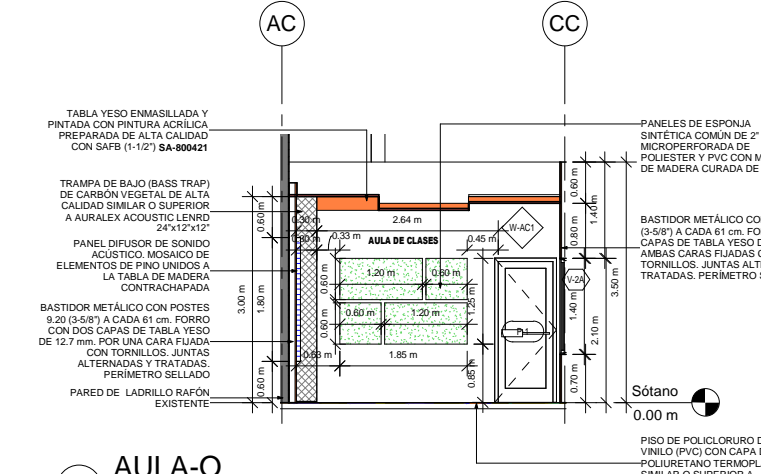 AC
CC
TABLA YESO ENMASILLADA Y
PINTADA CON PINTURA ACRÍLICA
PREPARADA DE ALTA CALIDAD
CON SAFB (1-1/2") SA-800421
TRAMPA DE BAJO (BASS TRAP)
DE CARBÓN VEGETAL DE ALTA
CALIDAD SIMILAR O SUPERIOR
A AURALEX ACOUSTIC LENRD
24"x12"x12"
PANEL DIFUSOR DE SONIDO
ACÚSTICO. MOSAICO DE
ELEMENTOS DE PINO UNIDOS A
LA TABLA DE MADERA
CONTRACHAPADA
BASTIDOR METÁLICO CON POSTES
9.20 (3-5/8") A CADA 61 cm. FORRO
CON DOS CAPAS DE TABLA YESO
DE 12.7 mm. POR UNA CARA FIJADA
CON TORNILLOS. JUNTAS
ALTERNADAS Y TRATADAS.
PERÍMETRO SELLADO
PARED DE LADRILLO RAFÓN
EXISTENTE
3.00 m
0.60 m
1.80 m
0.60 m
0.30 m
2.64 m
0.33 m
AULA DE CLASES
0.45 m
W-AC1
1.20 m
0.60 m
0.60 m
0.60 m
1.20 m
0.60 m
1.25 m
0.63 m
1.85 m
0.85 m
P-1
V-2A
0.60 m
0.80 m
1.40 m
1.40 m
0.70 m
2.10 m
3.50 m
PANELES DE ESPONJA
SINTÉTICA COMÚN DE 2"
MICROPERFORADA DE
POLIESTER Y PVC CON M
DE MADERA CURADA DE
BASTIDOR METÁLICO CO
(3-5/8") A CADA 61 cm. FO
CAPAS DE TABLA YESO D
AMBAS CARAS FIJADAS C
TORNILLOS. JUNTAS ALT
TRATADAS. PERÍMETRO
Sótano
0.00 m
PISO DE POLICLORURO D
VINILO (PVC) CON CAPA
POLIURETANO TERMOPL
SIMILAR O SUPERIOR A
AULA-O